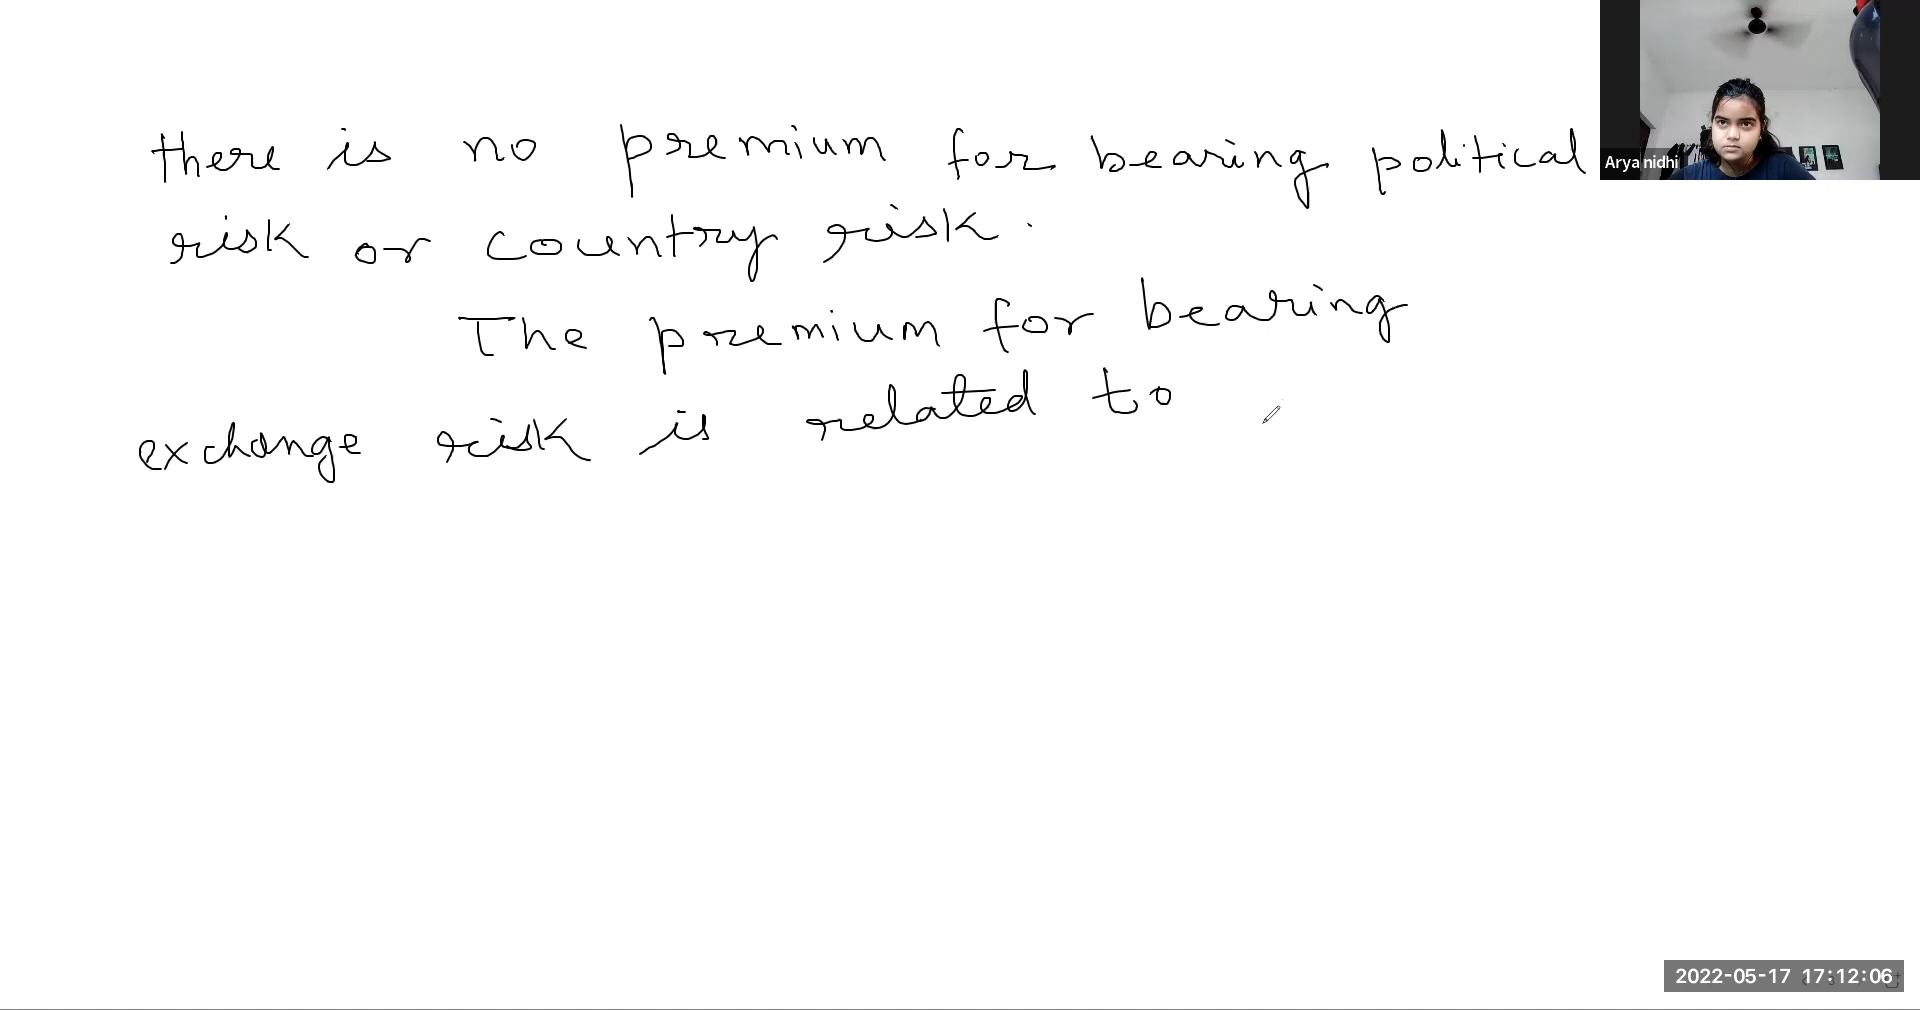 there is no premium for bearing political
risk or country risk.
The premium for bearing
exchange risk is related to
Arya nidhi
2022-05-17 17:12:06